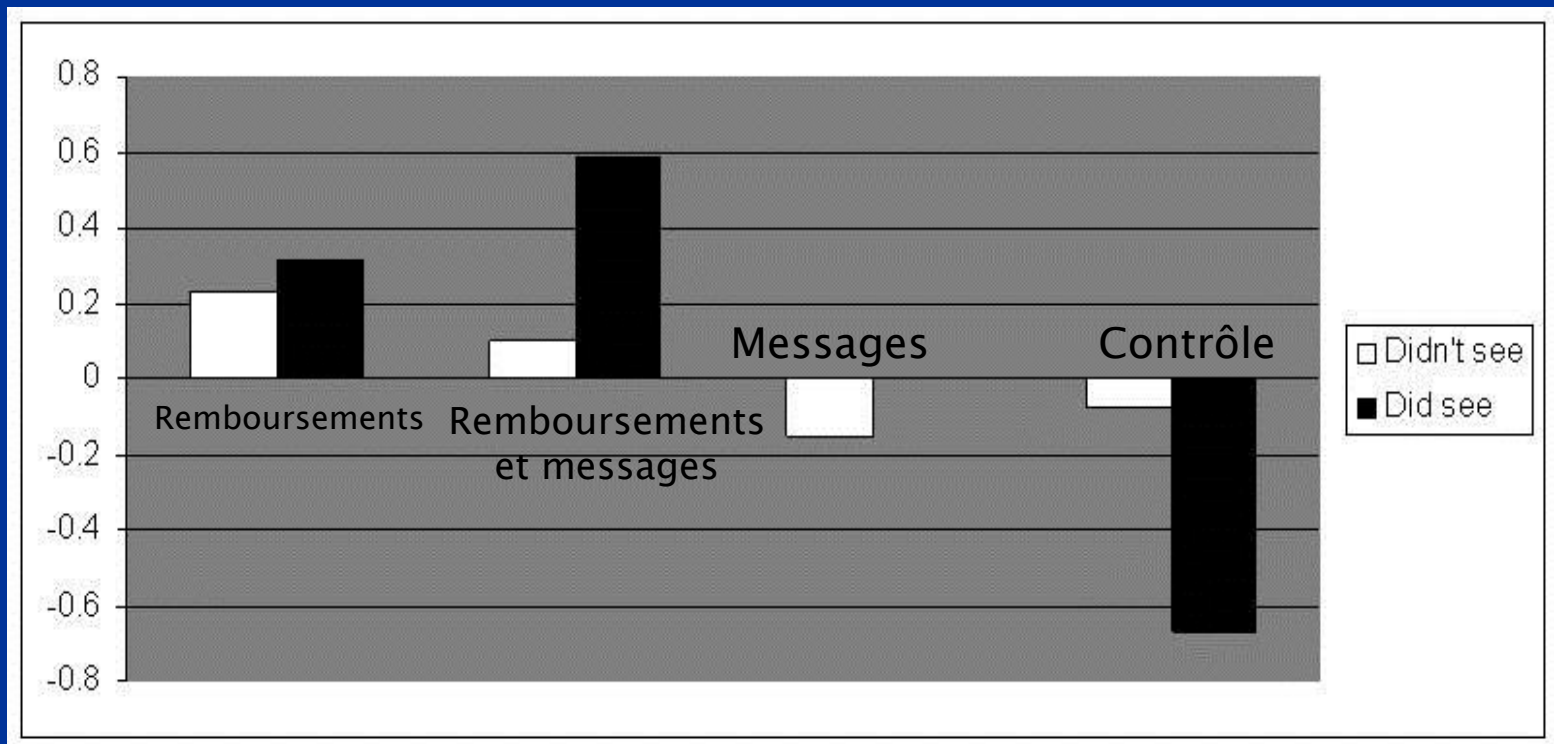 0.8
0.6
0.4
0.2
0
-0.2
-0.4
-0.6
-0.8
Remboursements
Remboursements
et messages
Messages
Contrôle
Didn't see
Did see